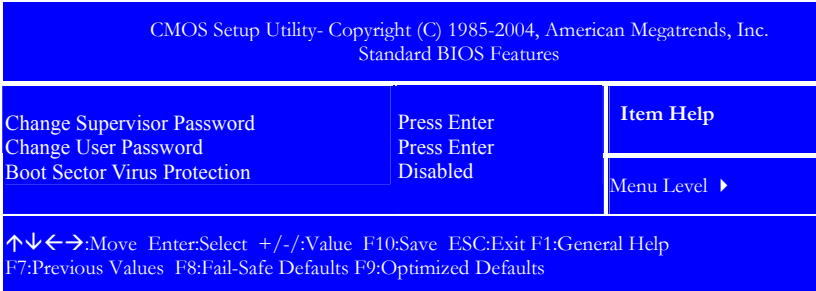 CMOS Setup Utility- Copyright (C) 1985-2004, American Megatrends, Inc.
Standard BIOS Features
Change Supervisor Password Press Enter
Change User Password Press Enter
Boot Sector Virus Protection Disabled
Item Help
Menu Level
↑↓←→:Move Enter:Select +/-/:Value F10:Save ESC:Exit F1:General Help
F7:Previous Values F8:Fail-Safe Defaults F9:Optimized Defaults